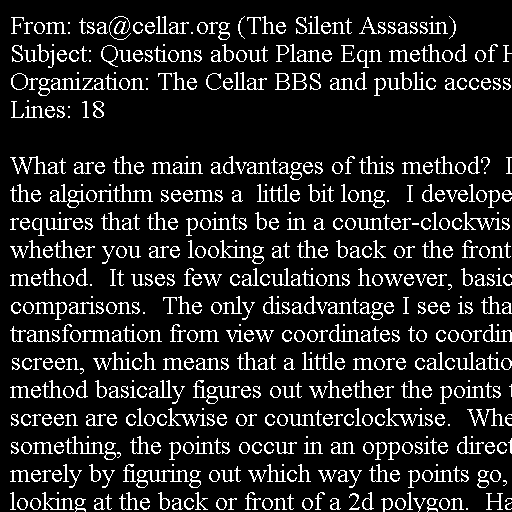 From: tsa@cellar.org (The Silent Assassin)
Subject: Questions about Plane Eqn method of H
Organization: The Cellar BBS and public access
Lines: 18

What are the main advantages of this method?  I
the algiorithm seems a  little bit long.  I develope
requires that the points be in a counter-clockwis
whether you are looking at the back or the front
method.  It uses few calculations however, basic
comparisons.  The only disadvantage I see is tha
transformation from view coordinates to coordin
screen, which means that a little more calculatio
method basically figures out whether the points t
screen are clockwise or counterclockwise.  Whe
something, the points occur in an opposite direct
merely by figuring out which way the points go,
looking at the back or front of a 2d polygon.  Ha